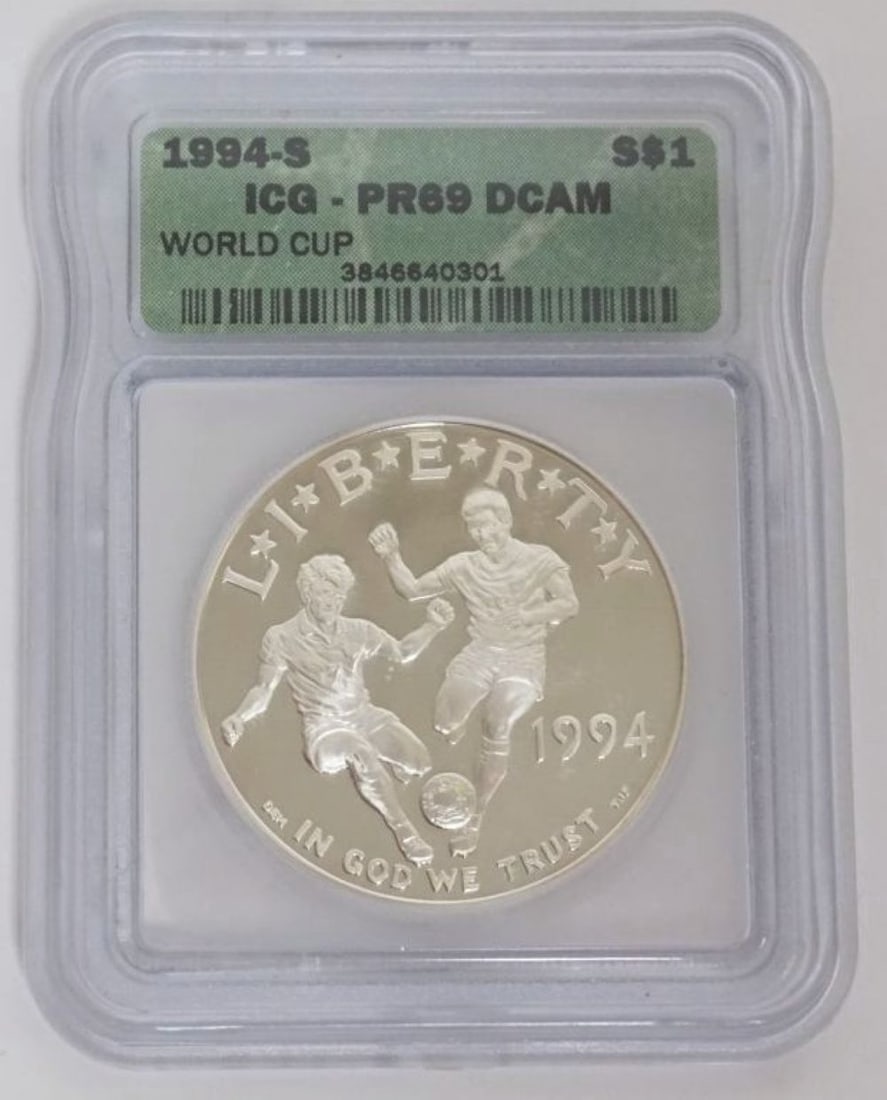 1994-S S$1
ICG - PR69 DCAM
WORLD CUP
3846640301
L★I★B★E★R★T★Y
1994
IN GOD WE TRUST